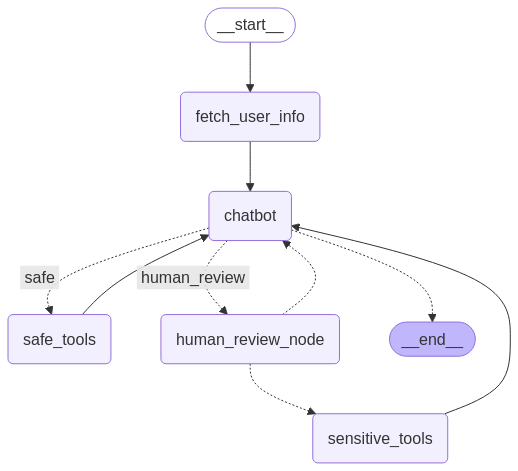 __start__
fetch_user_info
chatbot
safe
human_review
safe_tools
human_review_node
__end__
sensitive_tools